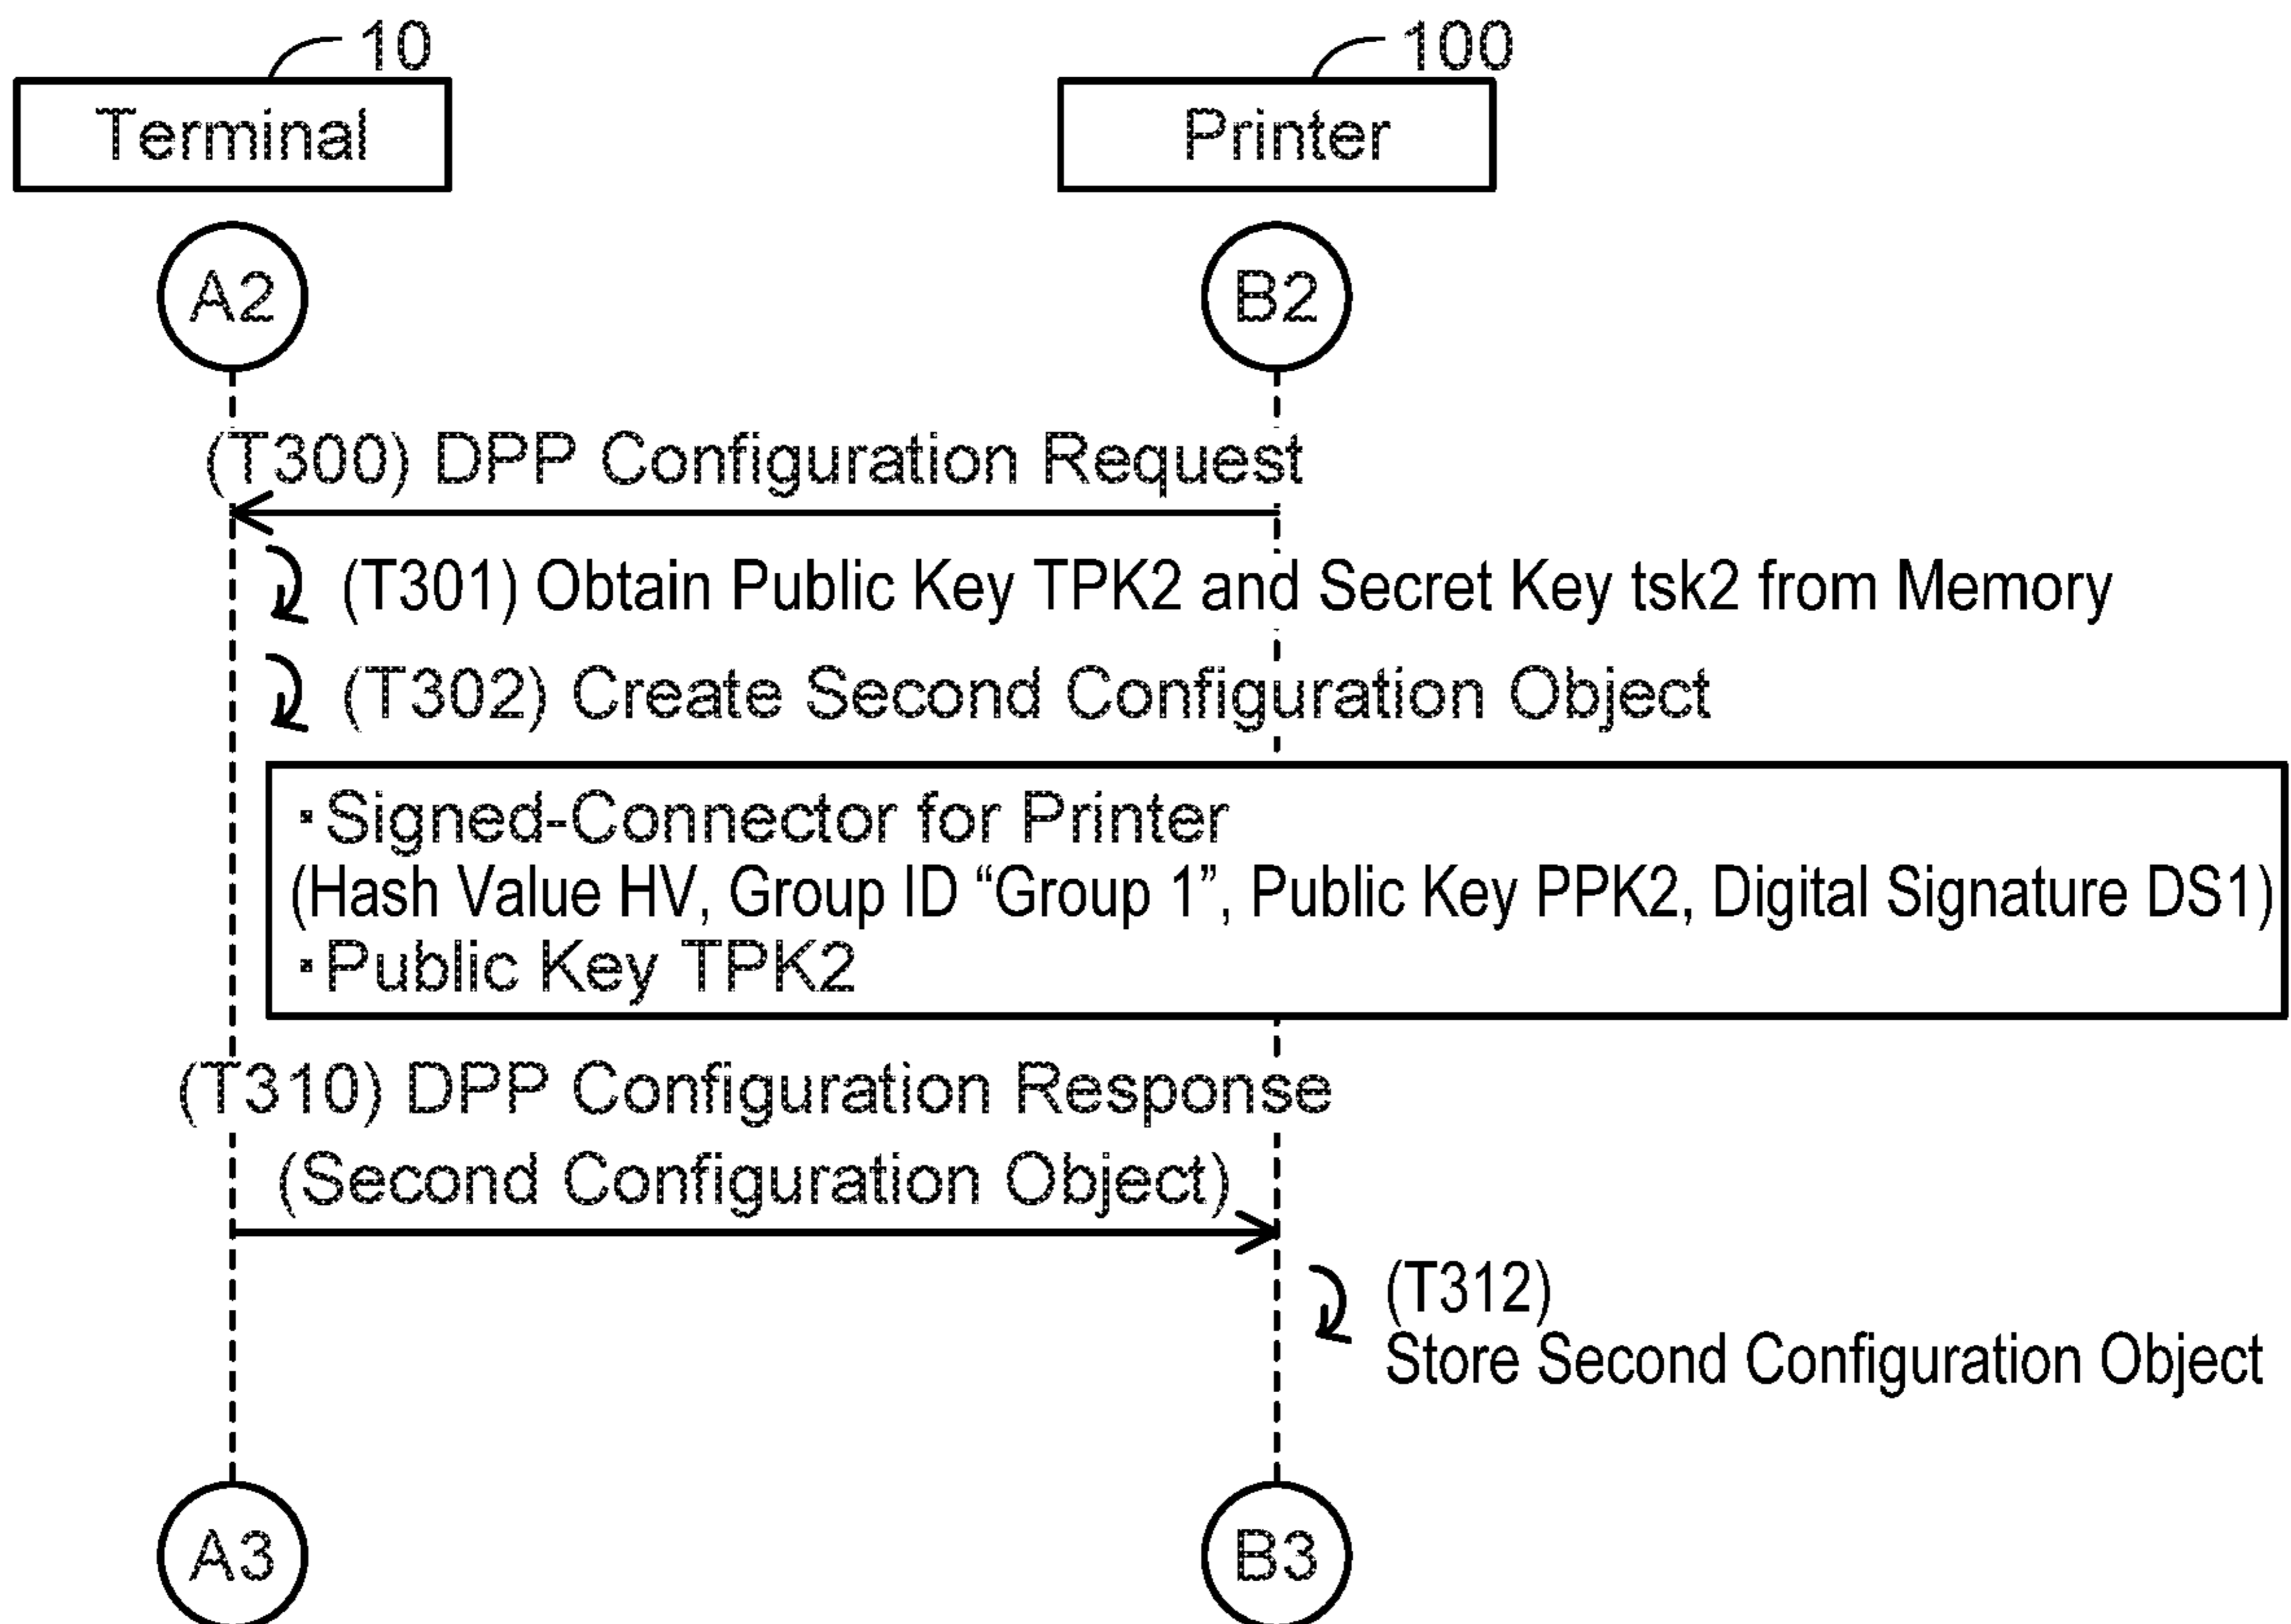 10
100
Terminal
Printer
A2
B2
(T300) DPP Configuration Request
(T301) Obtain Public Key TPK2 and Secret Key tsk2 from Memory
(T302) Create Second Configuration Object
・Signed-Connector for Printer
(Hash Value HV, Group ID “Group 1”, Public Key PPK2, Digital Signature DS1)
・Public Key TPK2
(T310) DPP Configuration Response
(Second Configuration Object)
(T312)
Store Second Configuration Object
A3
B3